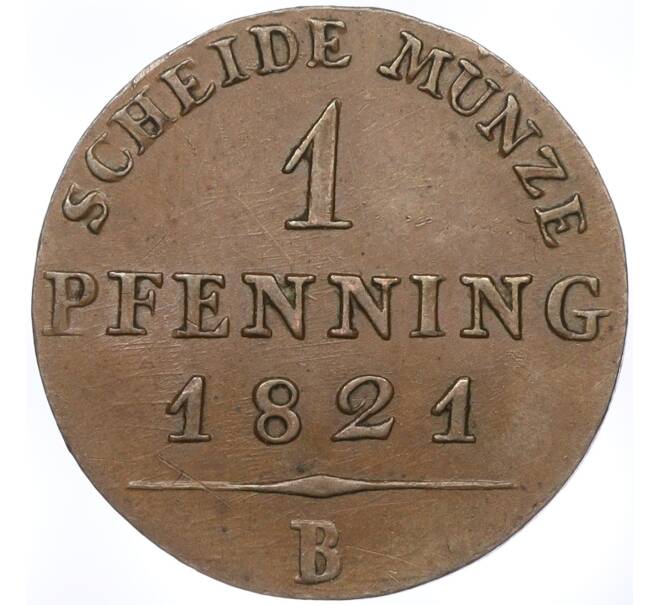 SCHEIDE MÜNZE
1
PFENNING
1821
B